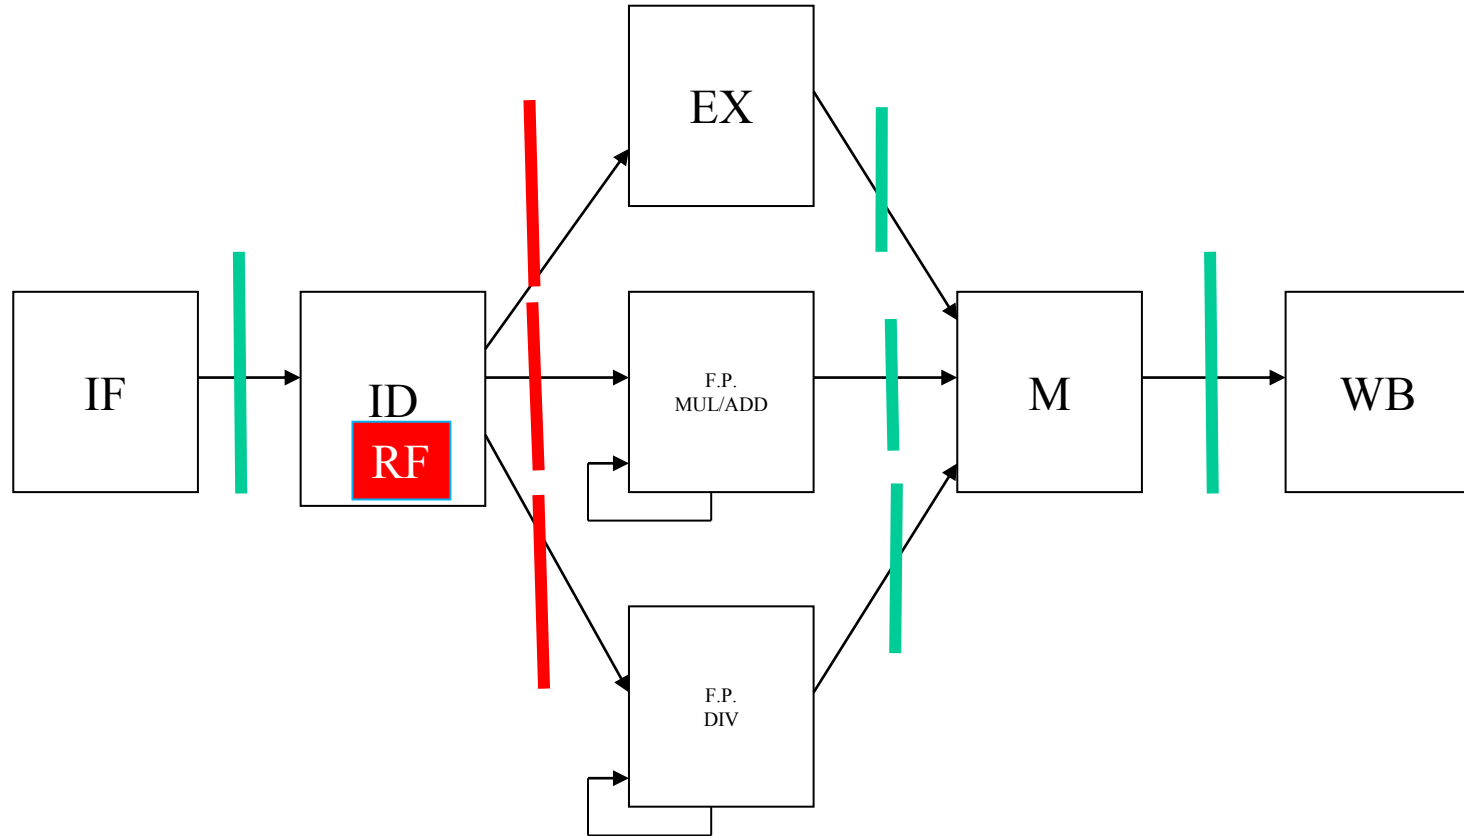 EX
IF
ID
RF
F.P.
MUL/ADD
M
WB
F.P.
DIV